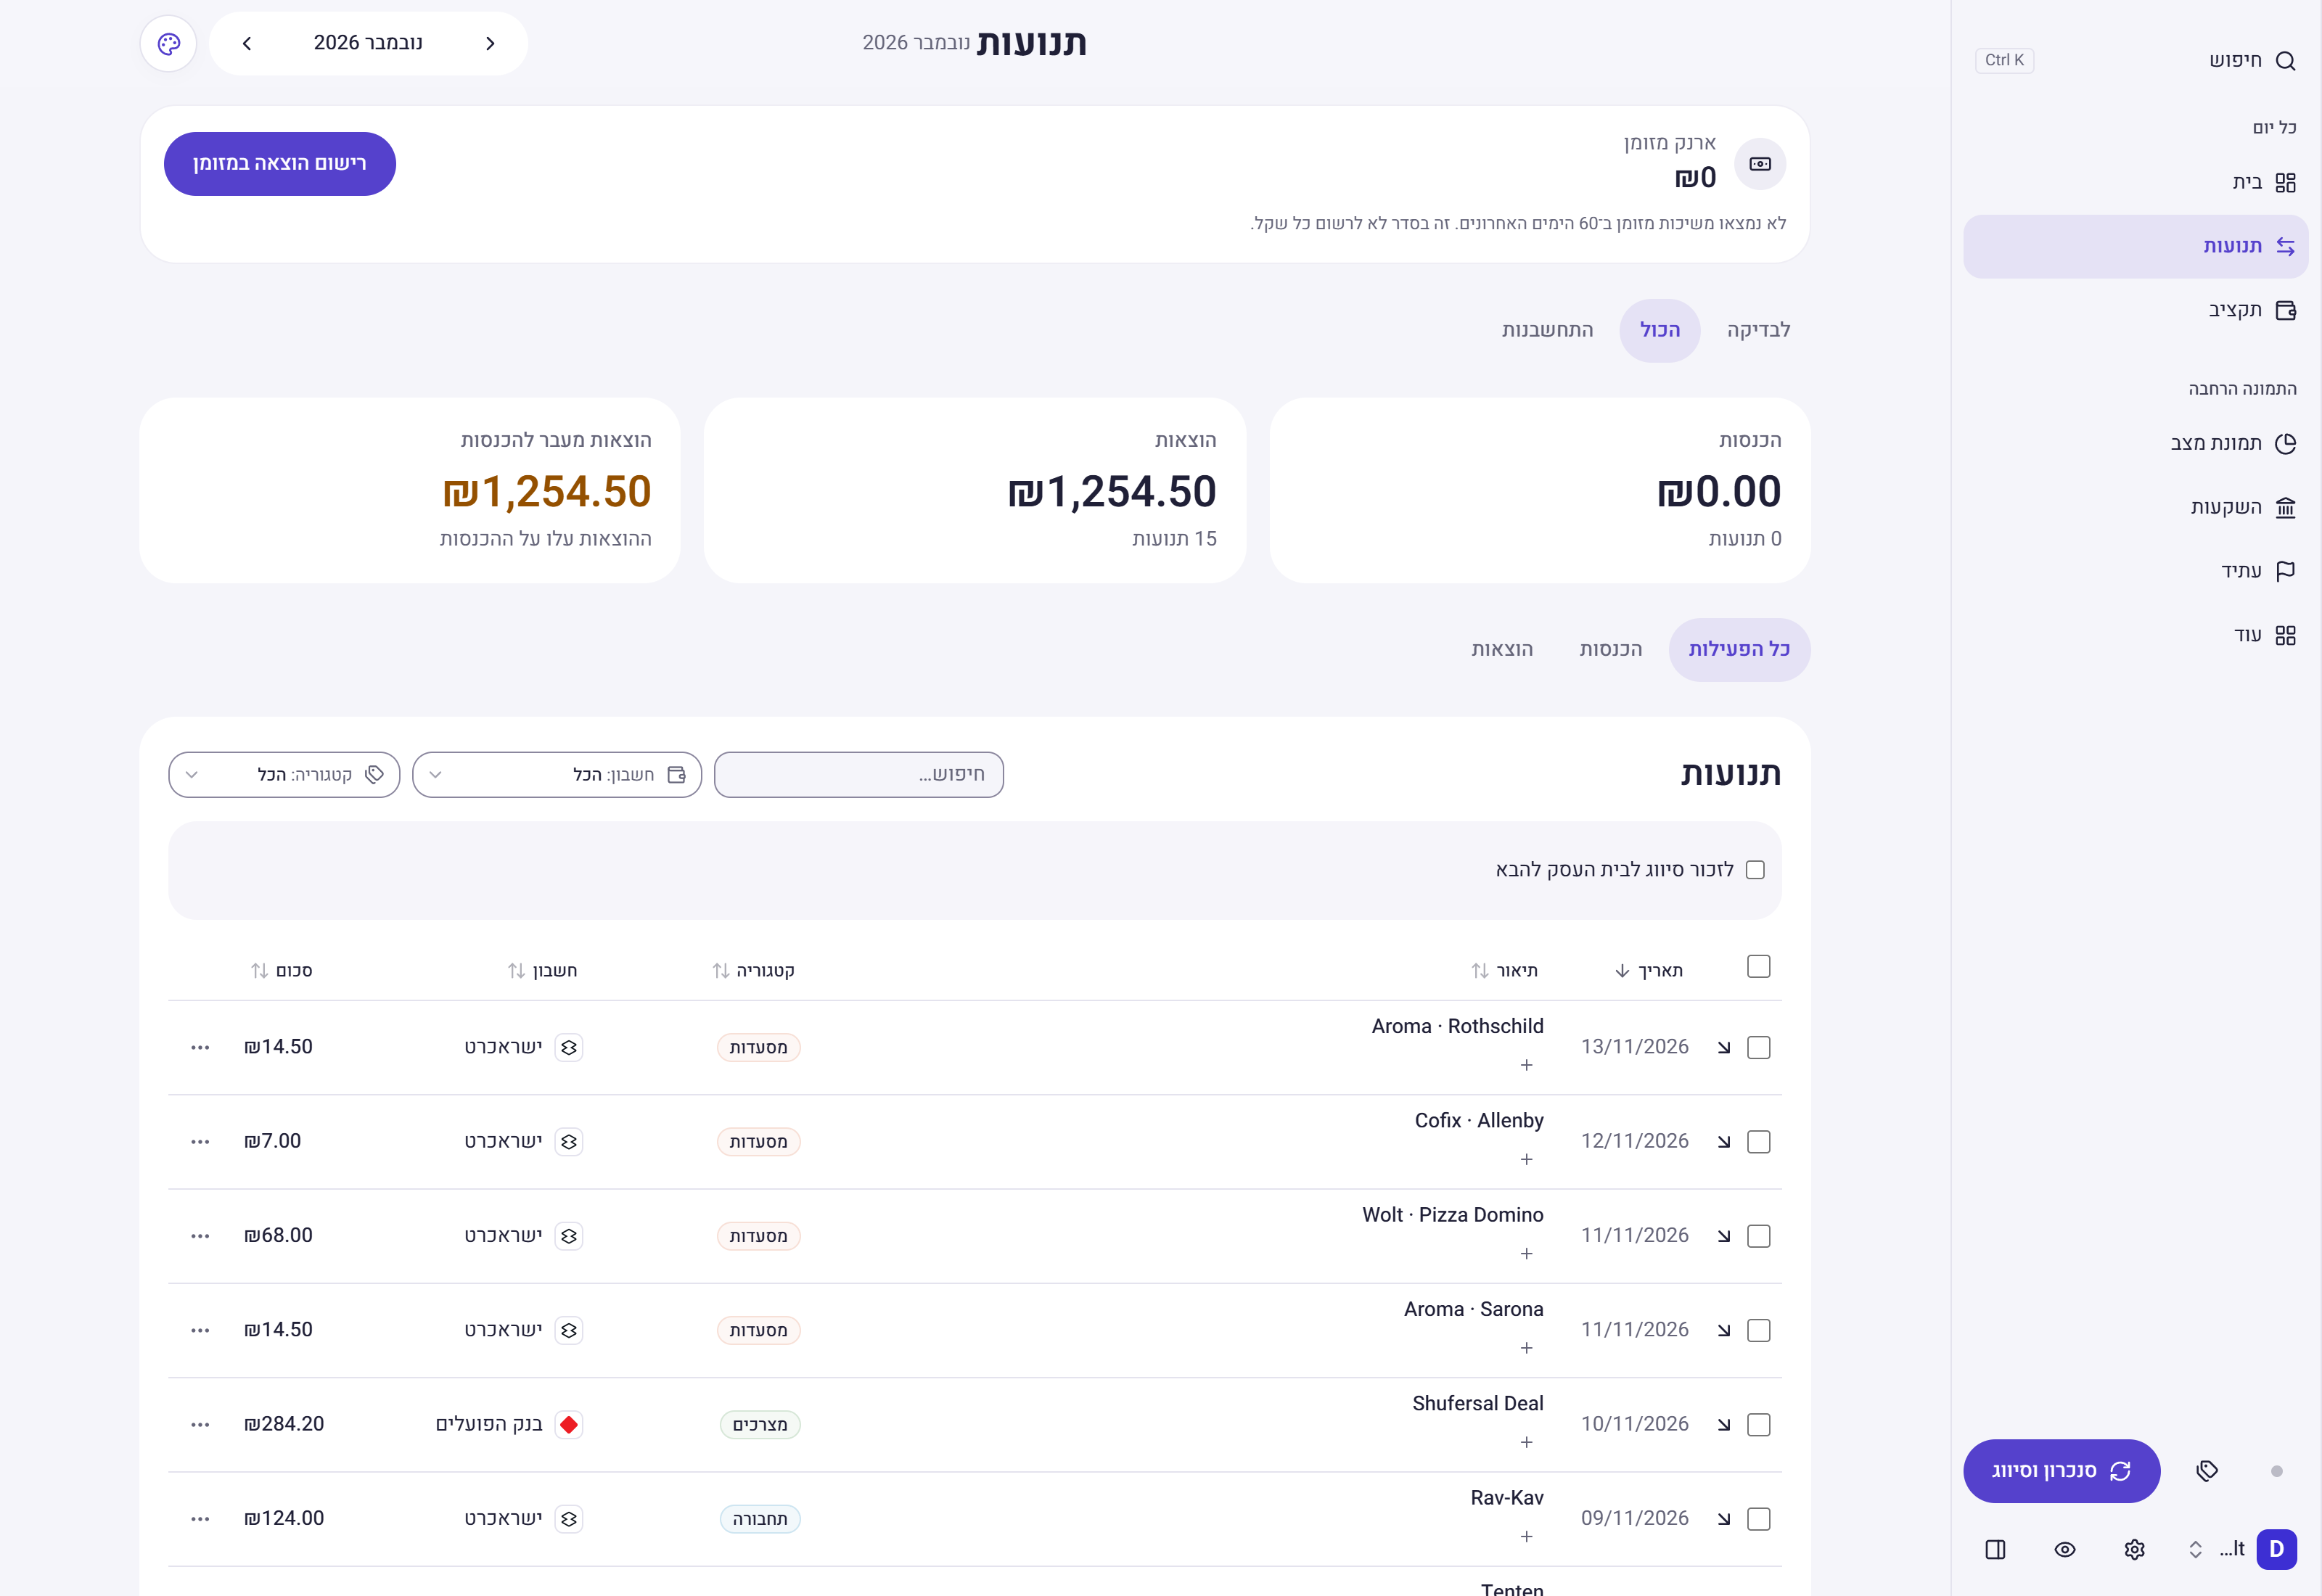 חיפוש
Ctrl K
כל יום
בית
תנועות
תקציב
התמונה הרחבה
תמונת מצב
השקעות
עתיד
עוד
סנכרון וסיווג
D
...lt
תנועות נובמבר 2026
נובמבר 2026
ארנק מזומן
₪0
לא נמצאו משיכות מזומן ב־60 הימים האחרונים. זה בסדר לא לרשום כל שקל.
רישום הוצאה במזומן
לבדיקה
הכול
התחשבנות
הכנסות
₪0.00
0 תנועות
הוצאות
₪1,254.50
15 תנועות
הוצאות מעבר להכנסות
₪1,254.50
ההוצאות עלו על ההכנסות
כל הפעילות
הכנסות
הוצאות
תנועות
חיפוש...
חשבון: הכל
קטגוריה: הכל
לזכור סיווג לבית העסק להבא
תאריך תיאור קטגוריה חשבון סכום
13/11/2026 Aroma · Rothschild מסעדות ישראכרט ₪14.50
+
12/11/2026 Cofix · Allenby מסעדות ישראכרט ₪7.00
+
11/11/2026 Wolt · Pizza Domino מסעדות ישראכרט ₪68.00
+
11/11/2026 Aroma · Sarona מסעדות ישראכרט ₪14.50
+
10/11/2026 Shufersal Deal מצרכים בנק הפועלים ₪284.20
+
09/11/2026 Rav-Kav תחבורה ישראכרט ₪124.00
+
Tenten